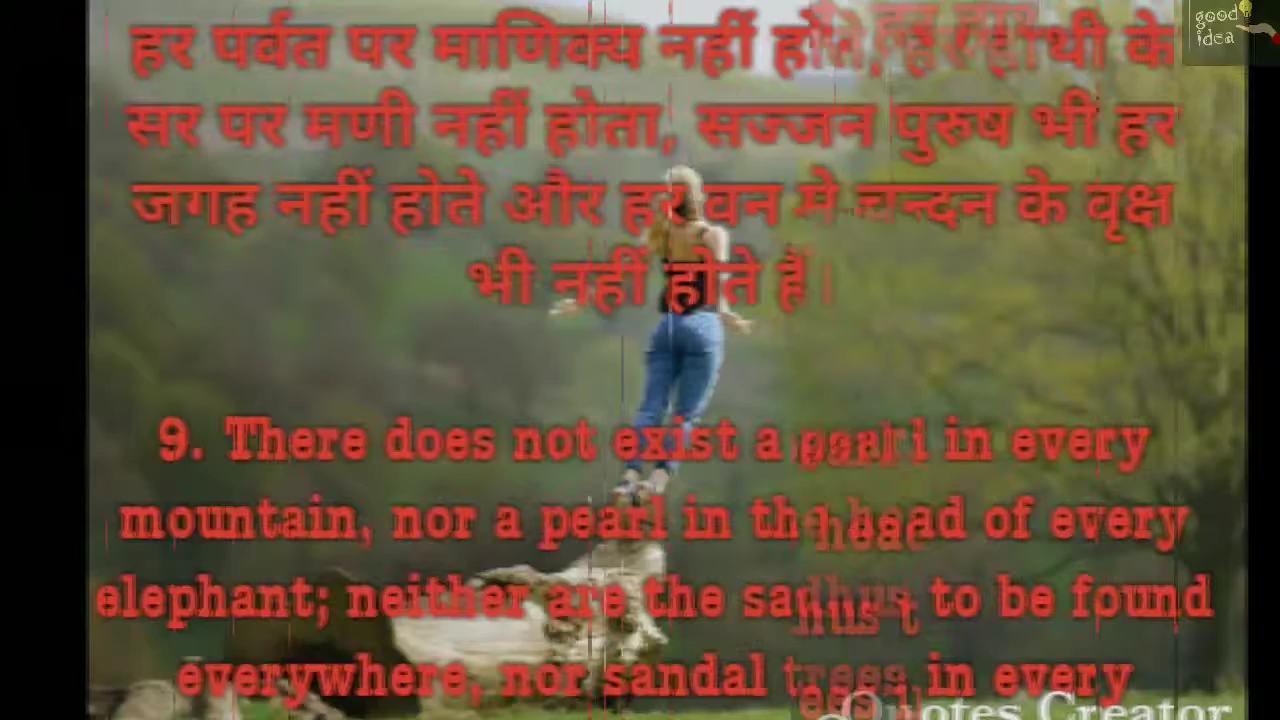 हर पर्वत पर माणिक्य नहीं होते, हर हाथी के
सर पर मणी नहीं होता, सज्जन पुरुष भी हर
जगह नहीं होते और हर वन मे चन्दन के वृक्ष
भी नहीं होते हैं।
9. There does not exist a pearl in every
mountain, nor a pearl in the head of every
elephant; neither are the sadhus to be found
everywhere, nor sandal trees in every
Quotes Creator
good
idea